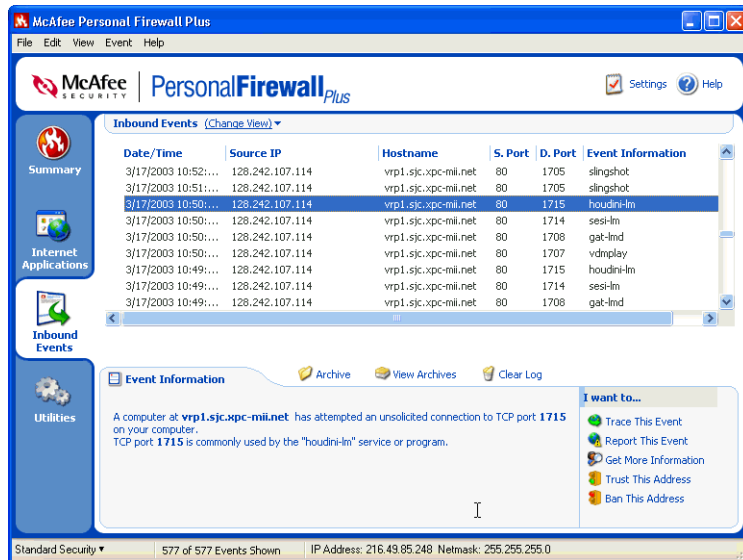 McAfee Personal Firewall Plus
File Edit View Event Help
McAfee SECURITY PersonalFirewall Plus
Settings Help
Inbound Events (Change View)
Date/Time Source IP Hostname S. Port D. Port Event Information
3/17/2003 10:52:... 128.242.107.114 vrp1.sjc.xpc-mii.net 80 1705 slingshot
3/17/2003 10:51:... 128.242.107.114 vrp1.sjc.xpc-mii.net 80 1705 slingshot
3/17/2003 10:50:... 128.242.107.114 vrp1.sjc.xpc-mii.net 80 1715 houdini-lm
3/17/2003 10:50:... 128.242.107.114 vrp1.sjc.xpc-mii.net 80 1714 sesi-lm
3/17/2003 10:50:... 128.242.107.114 vrp1.sjc.xpc-mii.net 80 1708 gat-lmd
3/17/2003 10:50:... 128.242.107.114 vrp1.sjc.xpc-mii.net 80 1707 vdmplay
3/17/2003 10:49:... 128.242.107.114 vrp1.sjc.xpc-mii.net 80 1715 houdini-lm
3/17/2003 10:49:... 128.242.107.114 vrp1.sjc.xpc-mii.net 80 1714 sesi-lm
3/17/2003 10:49:... 128.242.107.114 vrp1.sjc.xpc-mii.net 80 1708 gat-lmd
Summary
Internet
Applications
Inbound
Events
Utilities
Event Information
Archive View Archives Clear Log
A computer at vrp1.sjc.xpc-mii.net has attempted an unsolicited connection to TCP port 1715
on your computer.
TCP port 1715 is commonly used by the "houdini-lm" service or program.
I want to...
Trace This Event
Report This Event
Get More Information
Trust This Address
Ban This Address
Standard Security 577 of 577 Events Shown IP Address: 216.49.85.248 Netmask: 255.255.255.0